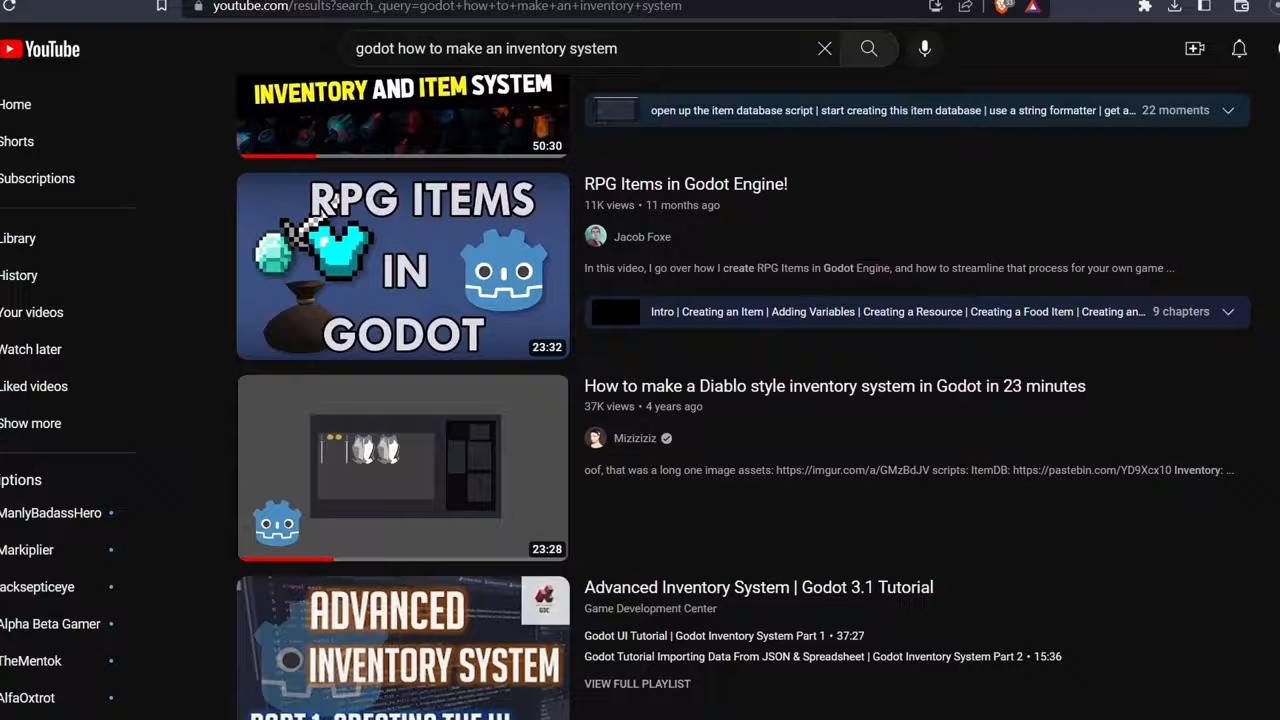 youtube.com/results?search_query=godot+how+to+make+an+inventory+system
YouTube
godot how to make an inventory system
Home
Shorts
Subscriptions
Library
History
Your videos
Watch later
Liked videos
Show more
iptions
ManlyBadassHero
Markiplier
acksepticeye
Alpha Beta Gamer
TheMentok
AlfaOxtrot
INVENTORY AND ITEM SYSTEM
50:30
open up the item database script | start creating this item database | use a string formatter | get a... 22 moments
RPG ITEMS
IN
GODOT
23:32
RPG Items in Godot Engine!
11K views • 11 months ago
Jacob Foxe
In this video, I go over how I create RPG Items in Godot Engine, and how to streamline that process for your own game ...
Intro | Creating an Item | Adding Variables | Creating a Resource | Creating a Food Item | Creating an... 9 chapters
23:28
How to make a Diablo style inventory system in Godot in 23 minutes
37K views • 4 years ago
Miziziziz
oof, that was a long one image assets: https://imgur.com/a/GMzBdJV scripts: ItemDB: https://pastebin.com/YD9Xcx10 Inventory: ...
ADVANCED
INVENTORY SYSTEM
PART 1: CREATING THE UI
GDC
Advanced Inventory System | Godot 3.1 Tutorial
Game Development Center
Godot UI Tutorial | Godot Inventory System Part 1 • 37:27
Godot Tutorial Importing Data From JSON & Spreadsheet | Godot Inventory System Part 2 • 15:36
VIEW FULL PLAYLIST